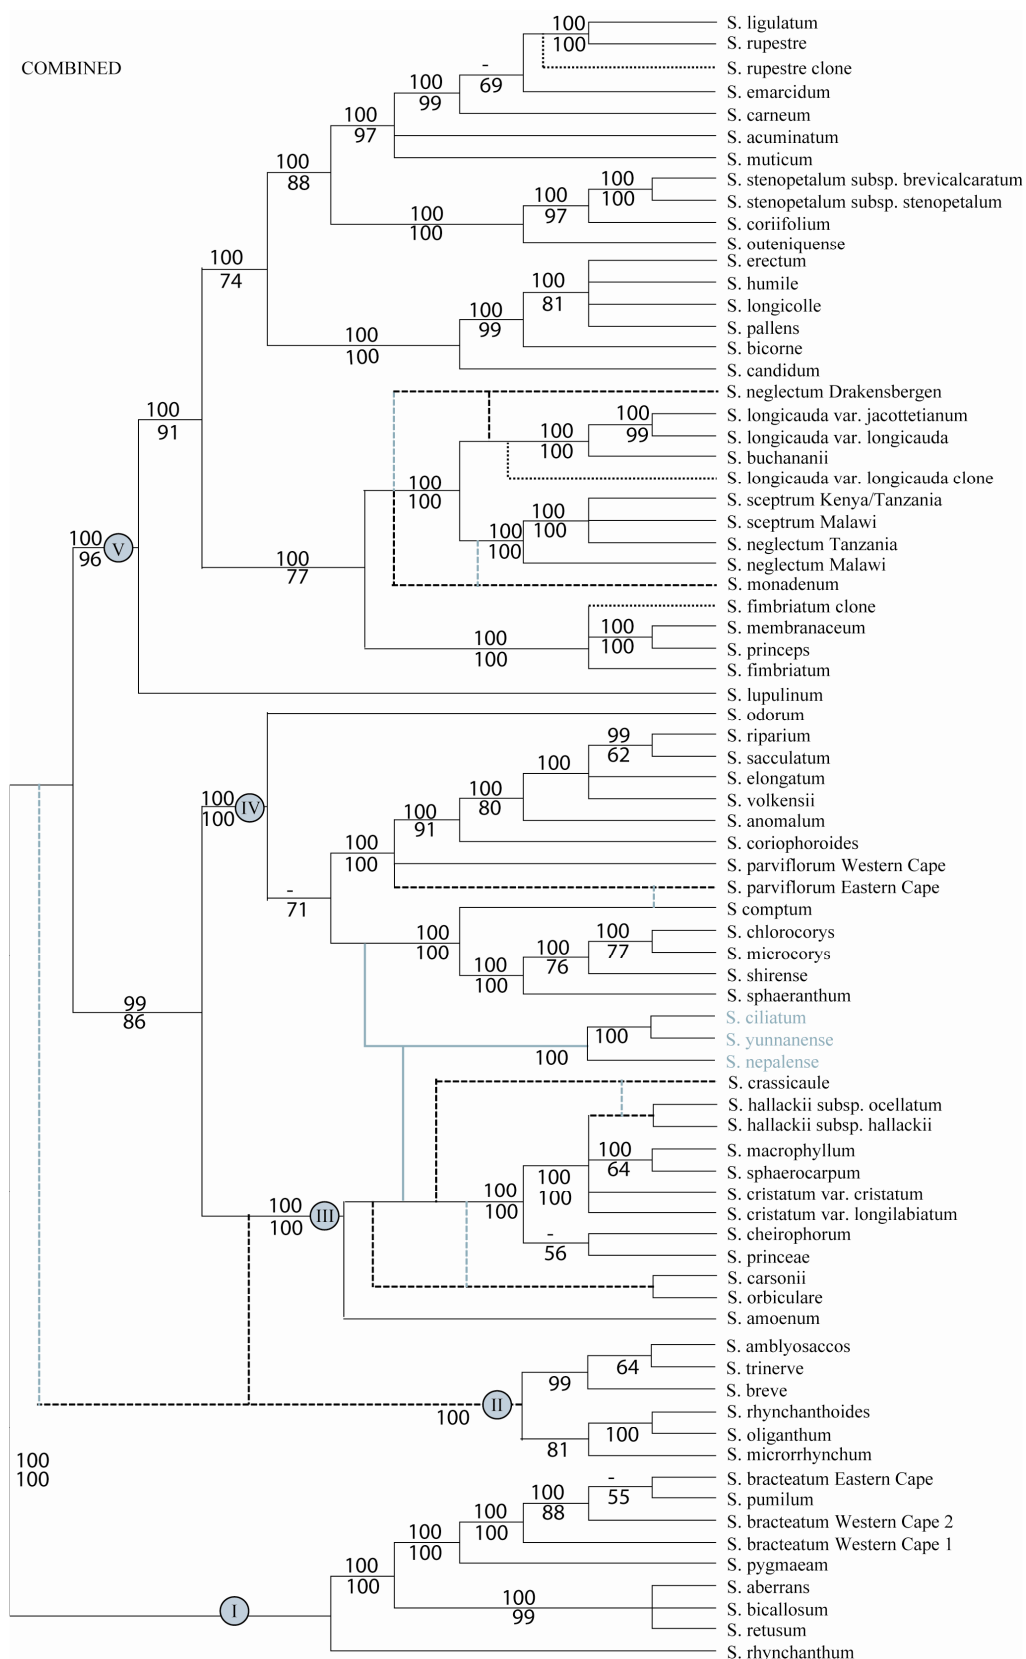 COMBINED
S. ligulatum
S. rupestre
S. rupestre clone
S. emarcidum
S. carneum
S. acuminatum
S. muticum
S. stenopetalum subsp. brevicalcaratum
S. stenopetalum subsp. stenopetalum
S. coriifolium
S. outeniquense
S. erectum
S. humile
S. longicolle
S. pallens
S. bicorne
S. candidum
S. neglectum Drakensbergen
S. longicauda var. jacottetianum
S. longicauda var. longicauda
S. buchananii
S. longicauda var. longicauda clone
S. sceptrum Kenya/Tanzania
S. sceptrum Malawi
S. neglectum Tanzania
S. neglectum Malawi
S. monadenum
S. fimbriatum clone
S. membranaceum
S. princeps
S. fimbriatum
S. lupulinum
S. odorum
S. riparium
S. sacculatum
S. elongatum
S. volkensii
S. anomalum
S. coriophoroides
S. parviflorum Western Cape
S. parviflorum Eastern Cape
S comptum
S. chlorocorys
S. microcorys
S. shirense
S. sphaeranthum
S. ciliatum
S. yunnanense
S. nepalense
S. crassicaule
S. hallackii subsp. ocellatum
S. hallackii subsp. hallackii
S. macrophyllum
S. sphaerocarpum
S. cristatum var. cristatum
S. cristatum var. longilabiatum
S. cheirophorum
S. princeae
S. carsonii
S. orbiculare
S. amoenum
S. amblyosaccos
S. trinerve
S. breve
S. rhynchanthoides
S. oliganthum
S. microrrhynchum
S. bracteatum Eastern Cape
S. pumilum
S. bracteatum Western Cape 2
S. bracteatum Western Cape 1
S. pygmaeam
S. aberrans
S. bicallosum
S. retusum
S. rhynchanthum
100
100
-
69
100
99
100
97
100
88
100
100
100
97
100
100
100
74
100
81
100
99
100
100
100
91
100
99
100
100
100
100
100
100
100
100
100
77
100
100
100
100
100
96
V
99
62
100
100
80
100
91
100
100
100
100
IV
-
71
100
100
100
77
100
76
100
100
99
86
100
100
100
64
100
100
100
100
100
100
III
-
56
64
99
100
II
100
81
100
100
-
55
100
88
100
100
100
100
100
100
100
99
I